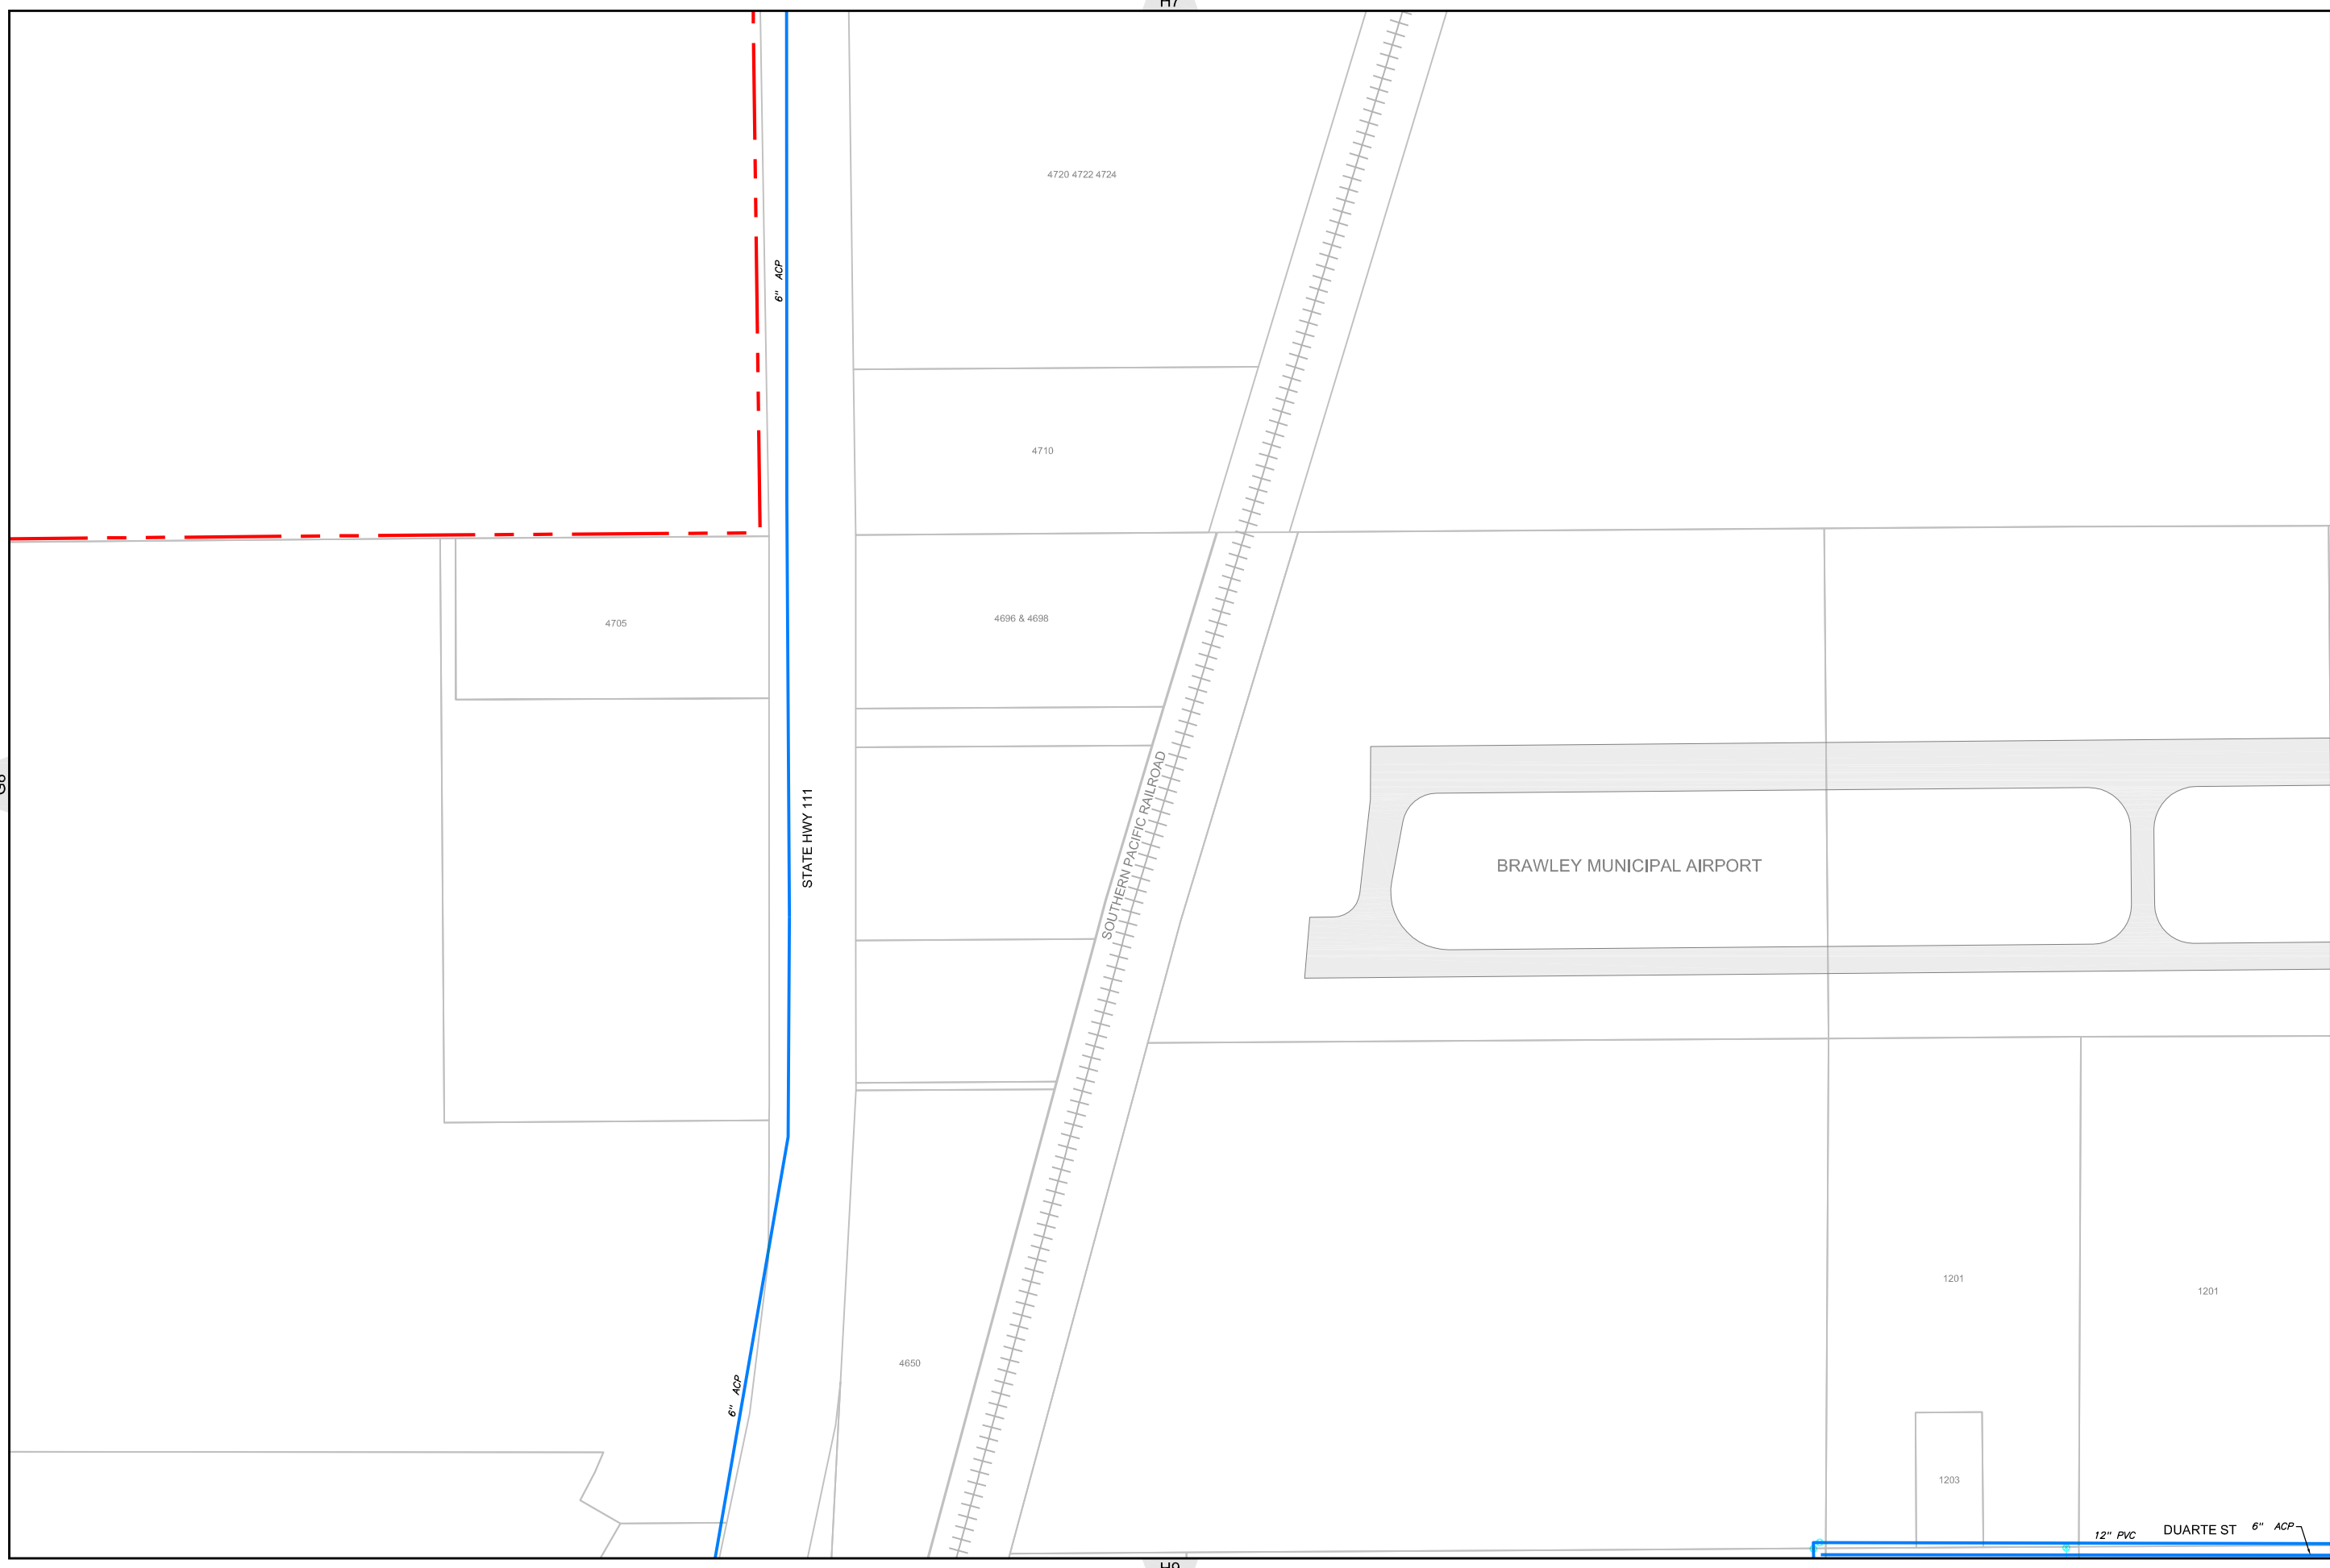 H7
4720 4722 4724
6" ACP
4710
4696 & 4698
4705
SOUTHERN PACIFIC RAILROAD
STATE HWY 111
BRAWLEY MUNICIPAL AIRPORT
1201
1201
4650
6" ACP
1203
12" PVC
DUARTE ST
6" ACP